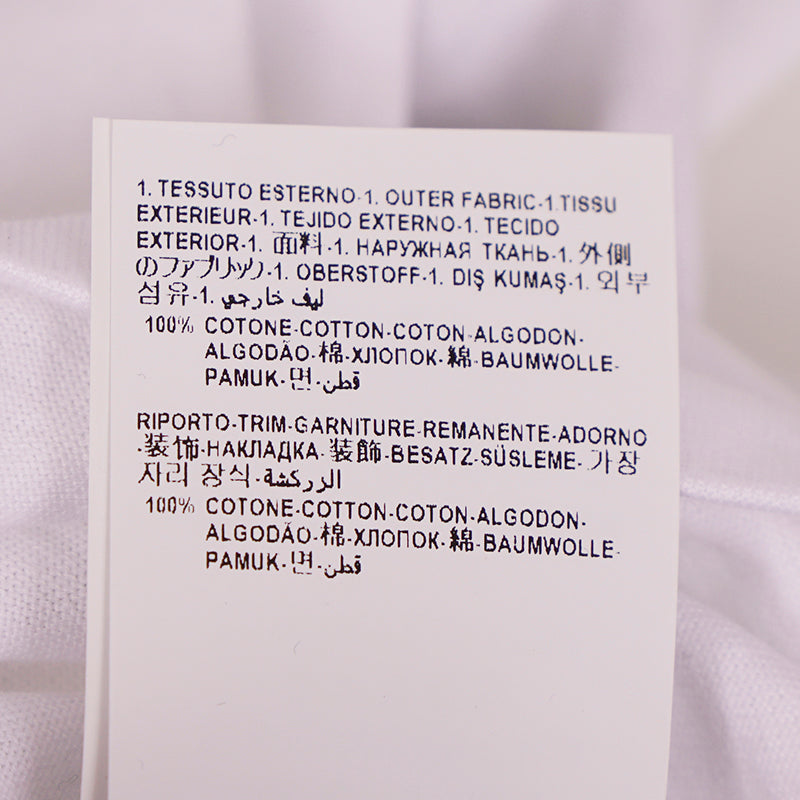 1. TESSUTO ESTERNO-1. OUTER FABRIC-1.TISSU
EXTERIEUR-1. TEJIDO EXTERNO-1. TECIDO
EXTERIOR-1. 面料-1. НАРУЖНАЯ ТКАНЬ-1. 外側
のファブリック-1. OBERSTOFF-1. DIŞ KUMAŞ-1. 외부
섬유-1. ليف خارجي
100% COTONE-COTTON-COTON-ALGODON-
ALGODÃO-棉-ХЛОПОК-綿-BAUMWOLLE-
PAMUK-면-قطن
RIPORTO-TRIM-GARNITURE-REMANENTE-ADORNO
-装饰-НАКЛАДКА-装飾-BESATZ-SÜSLEME- 가장
자리 장식-الزركشة
100% COTONE-COTTON-COTON-ALGODON-
ALGODÃO-棉-ХЛОПОК-綿-BAUMWOLLE-
PAMUK-면-قطن